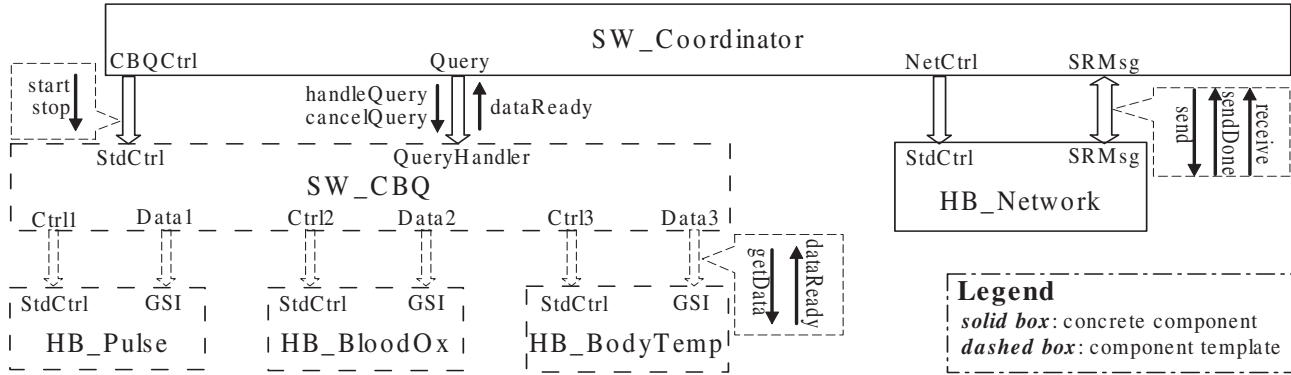 SW_Coordinator
CBQCtrl Query NetCtrl SRMsg
start
stop
handleQuery
cancelQuery
dataReady
send
sendDone
receive
StdCtrl QueryHandler
SW_CBQ
Ctrl1 Data1 Ctrl2 Data2 Ctrl3 Data3
StdCtrl SRMsg
HB_Network
getData
dataReady
StdCtrl GSI
HB_Pulse
StdCtrl GSI
HB_BloodOx
StdCtrl GSI
HB_BodyTemp
Legend
solid box: concrete component
dashed box: component template